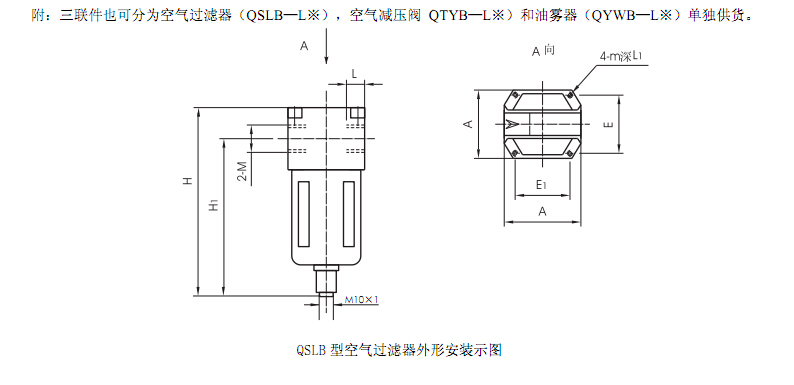 附：三联件也可分为空气过滤器（QSLB—L※），空气减压阀 QTYB—L※）和油雾器（QYWB—L※）单独供货。
A
A 向
L
4-m深L1
A
E
2-M
H
H1
E1
A
M10×1
QSLB 型空气过滤器外形安装示图